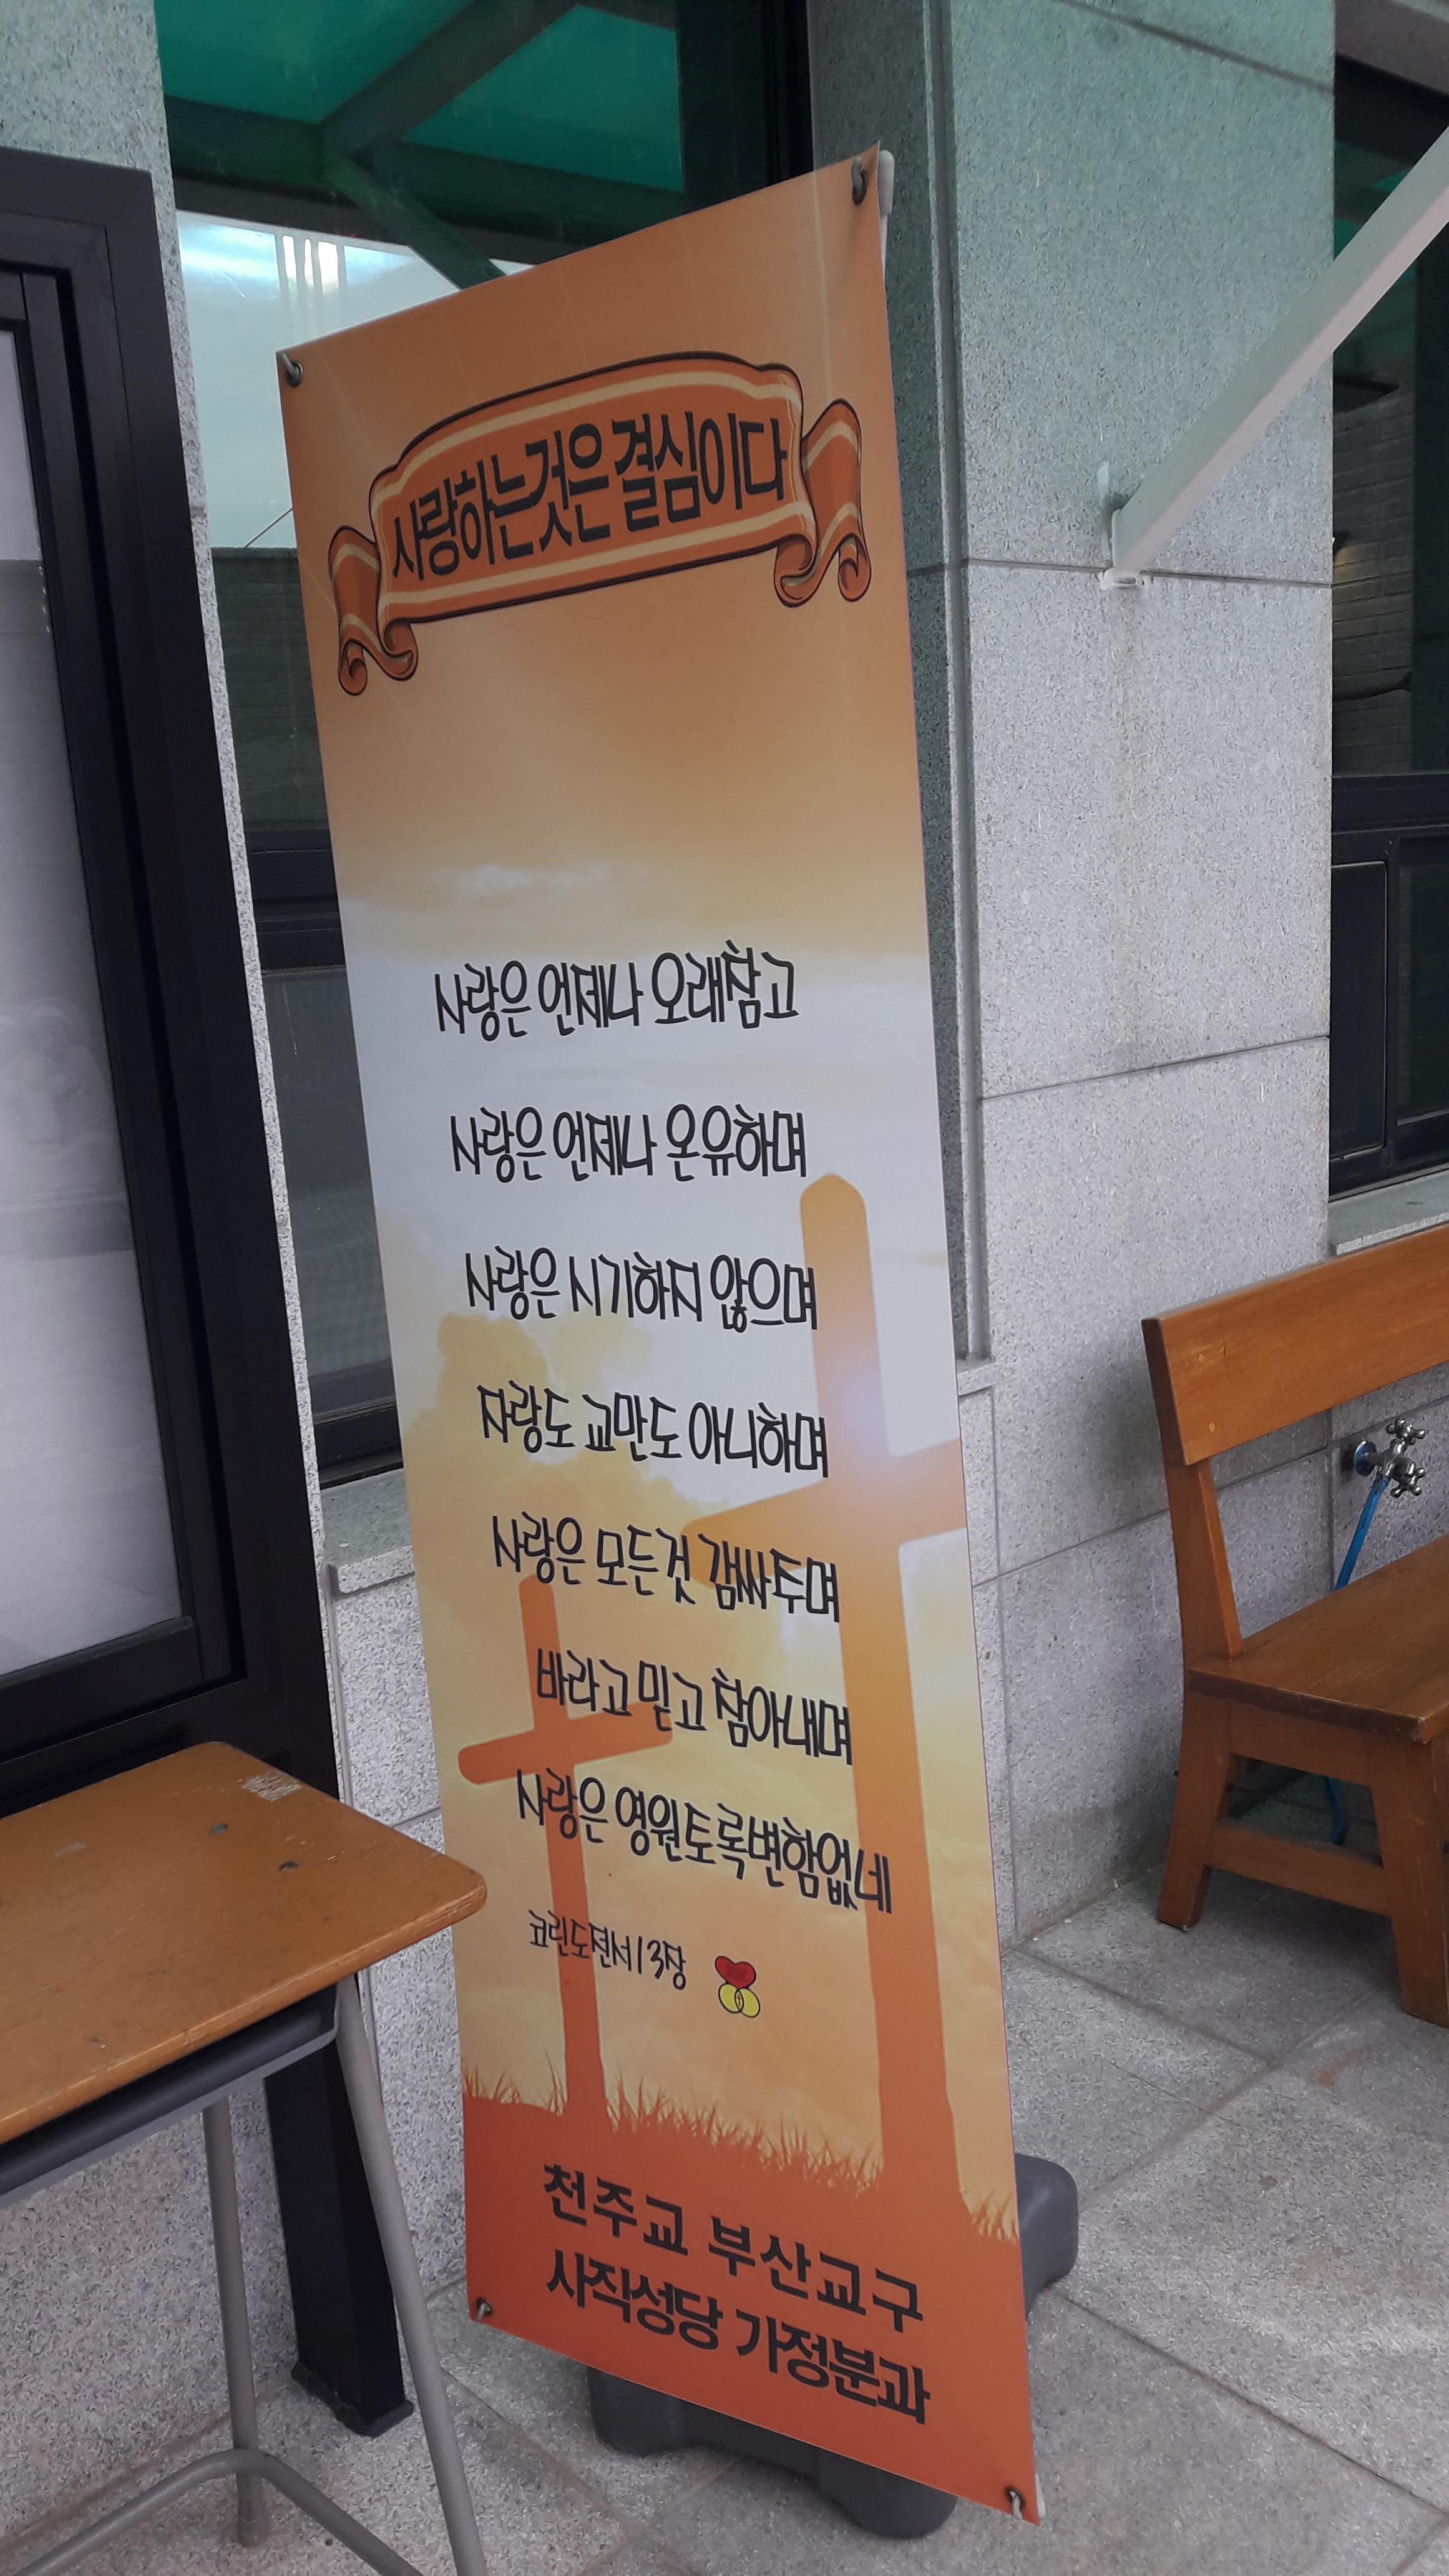 사랑하는것은 결심이다
사랑은 언제나 오래참고
사랑은 언제나 온유하며
사랑은 시기하지 않으며
자랑도 교만도 아니하며
사랑은 모든것 감싸두며
바라고 믿고 참아내며
사랑은 영원토록변함없네
코린도전서13장
천주교 부산교구
사직성당 가정분과